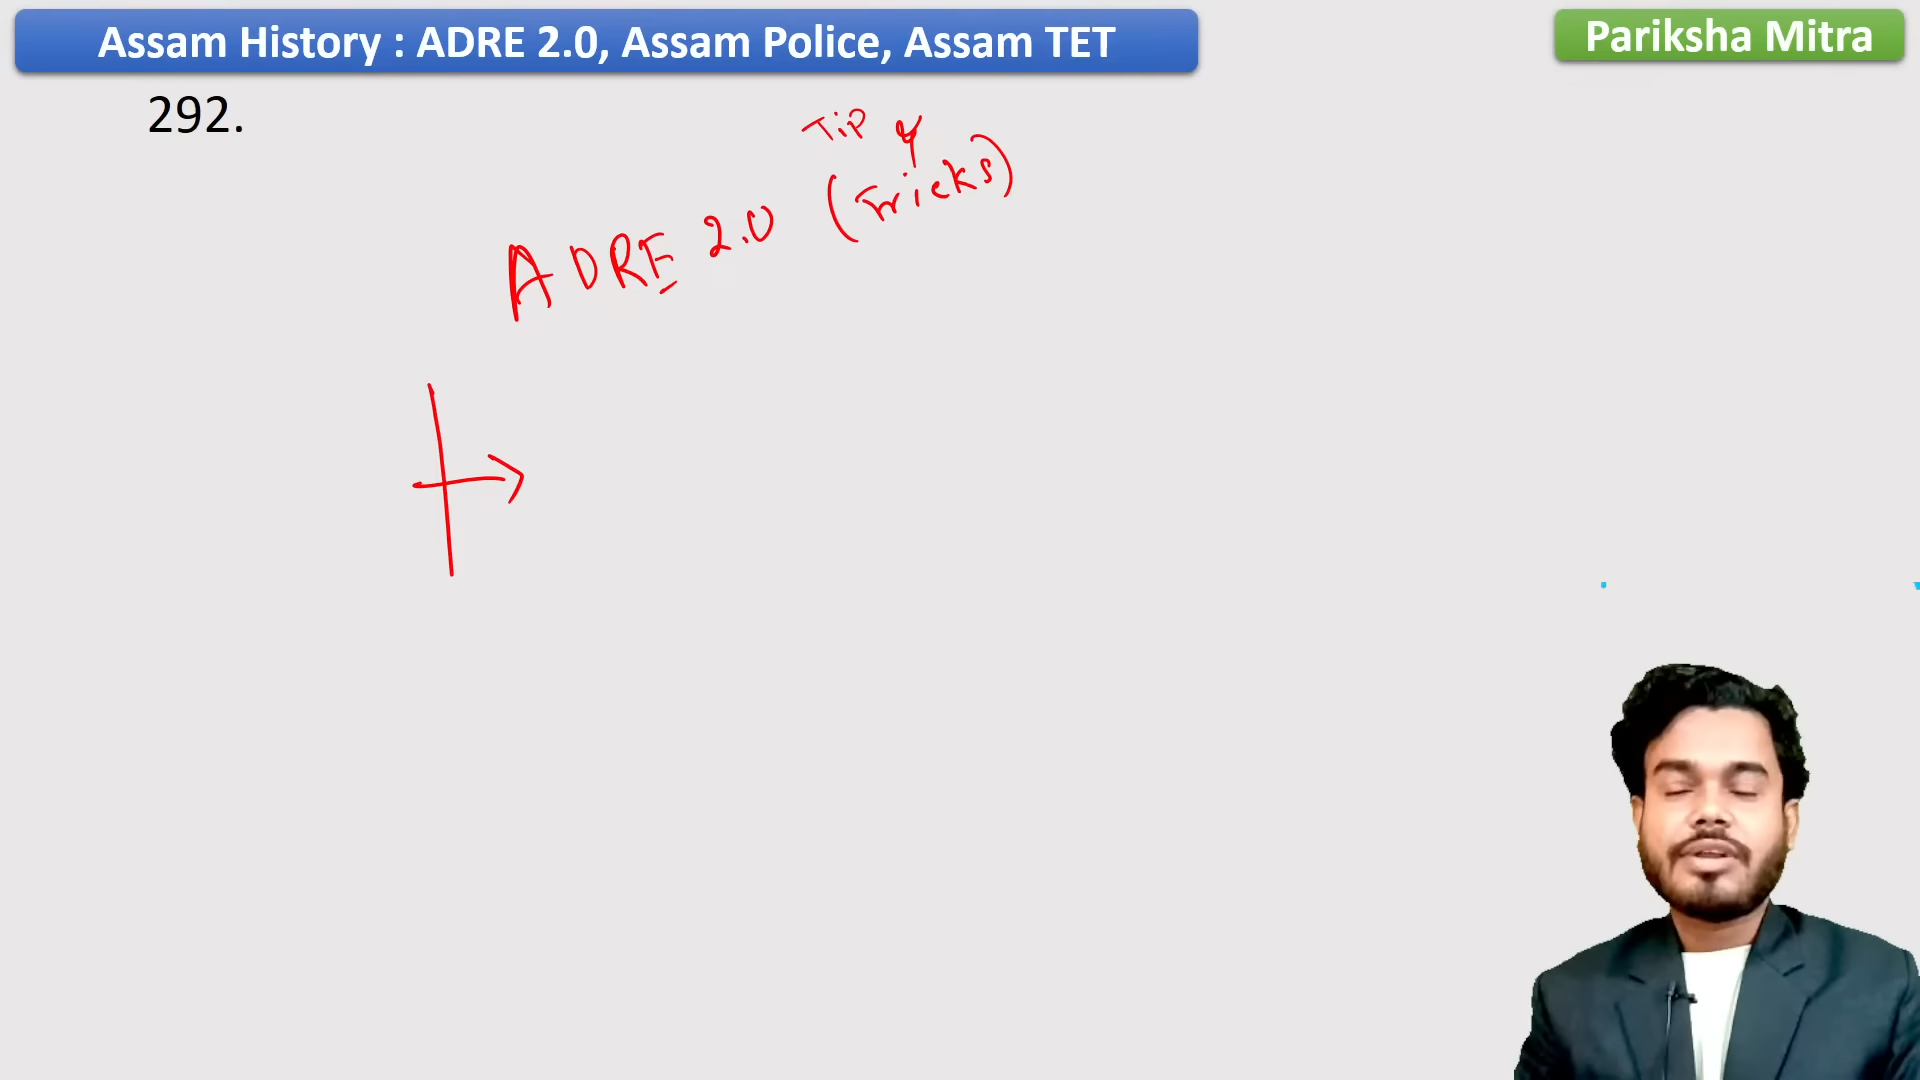 Assam History : ADRE 2.0, Assam Police, Assam TET
Pariksha Mitra
292.
Tip &
ADRE 2.0 (Tricks)